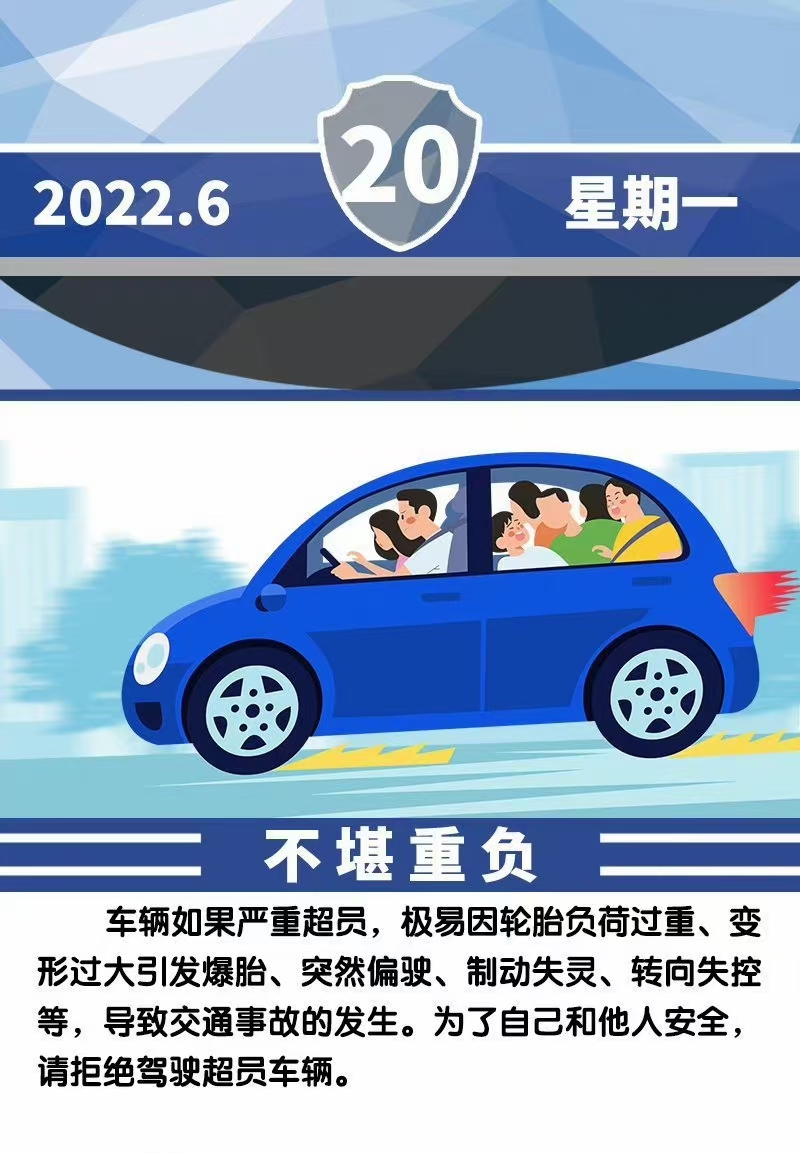 20
2022.6
星期一
不堪重负
车辆如果严重超员，极易因轮胎负荷过重、变
形过大引发爆胎、突然偏驶、制动失灵、转向失控
等，导致交通事故的发生。为了自己和他人安全，
请拒绝驾驶超员车辆。